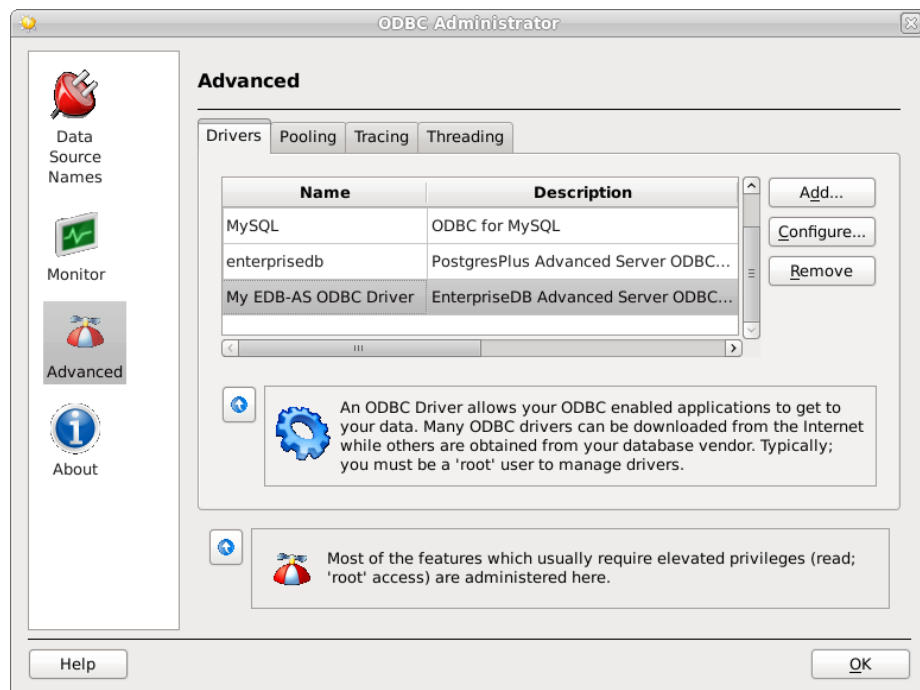 ODBC Administrator
Data
Source
Names
Monitor
Advanced
About
Advanced
Drivers Pooling Tracing Threading
Name Description
MySQL ODBC for MySQL
enterprisedb PostgresPlus Advanced Server ODBC...
My EDB-AS ODBC Driver EnterpriseDB Advanced Server ODBC...
Add...
Configure...
Remove
An ODBC Driver allows your ODBC enabled applications to get to
your data. Many ODBC drivers can be downloaded from the Internet
while others are obtained from your database vendor. Typically;
you must be a 'root' user to manage drivers.
Most of the features which usually require elevated privileges (read;
'root' access) are administered here.
Help
OK